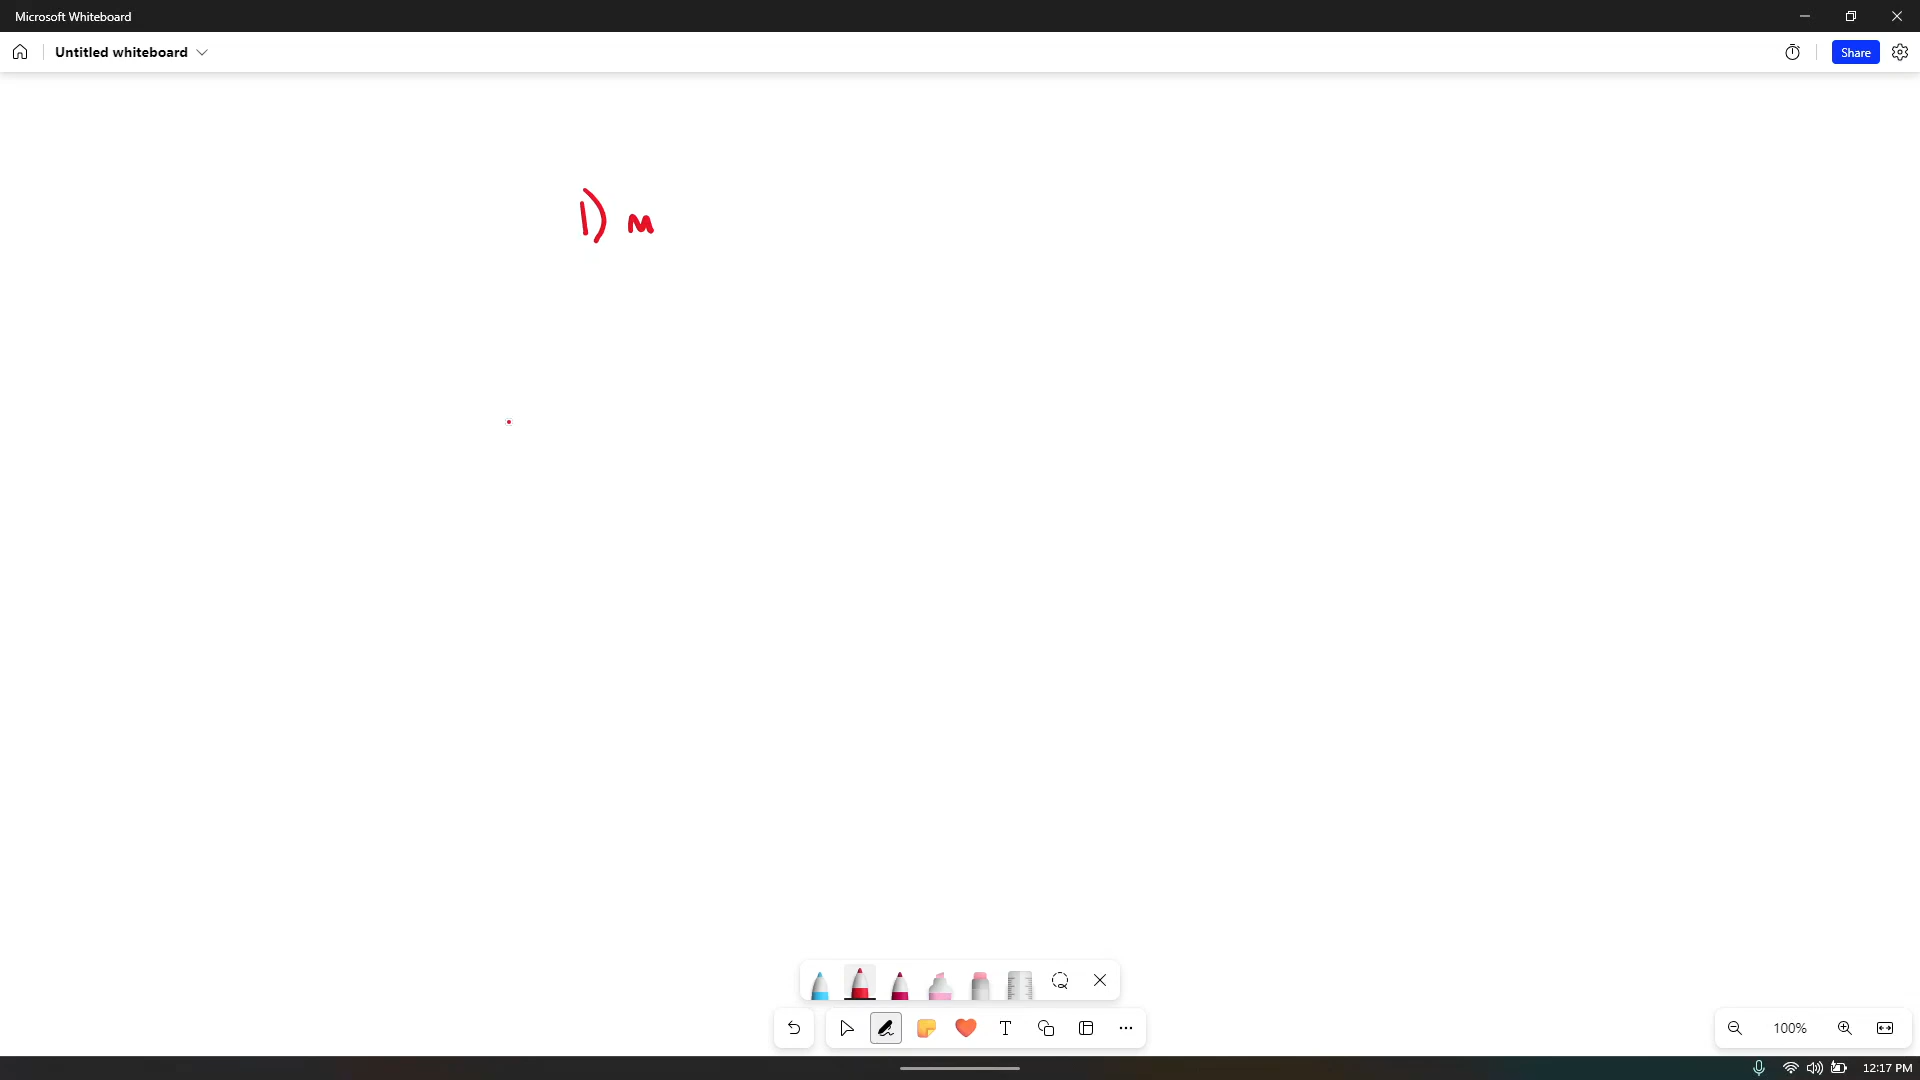 Microsoft Whiteboard
Untitled whiteboard
Share
1) m
100%
12:17 PM